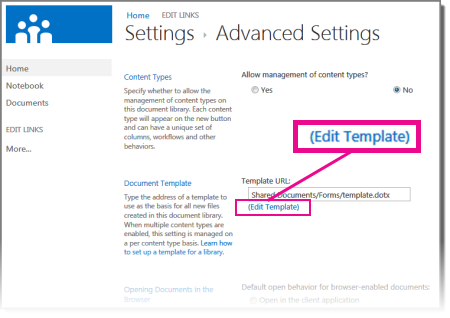 Home EDIT LINKS
Settings › Advanced Settings
Home
Notebook
Documents
EDIT LINKS
More...
Content Types
Specify whether to allow the
management of content types on
this document library. Each content
type will appear on the new button
and can have a unique set of
columns, workflows and other
behaviors.
Allow management of content types?
Yes No
(Edit Template)
Document Template
Type the address of a template to
use as the basis for all new files
created in this document library.
When multiple content types are
enabled, this setting is managed on
a per content type basis. Learn how
to set up a template for a library.
Template URL:
Shared Documents/Forms/template.dotx
(Edit Template)
Opening Documents in the
Browser
Default open behavior for browser-enabled documents:
Open in the client application